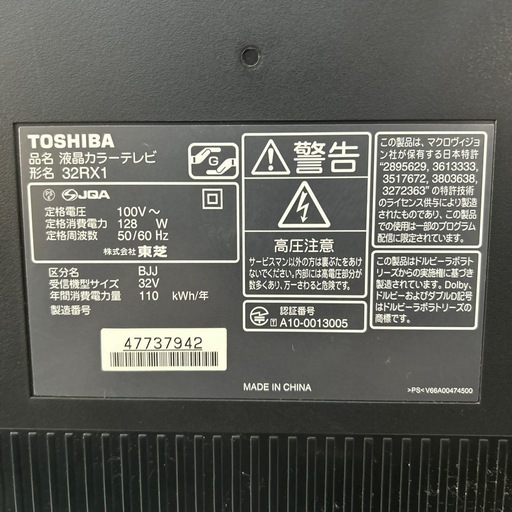 TOSHIBA
品名 液晶カラーテレビ
形名 32RX1
JQA
定格電圧 100V～
定格消費電力 128 W
定格周波数 50/60 Hz
株式会社 東芝
区分名 BJJ
受信機型サイズ 32V
年間消費電力量 110 kWh/年
製造番号
47737942
G
警告
高圧注意
サービスマン以外の方は裏ぶたをあけ
ないでください。内部には高電圧部分が
数多く、万一さわると危険です。
認証番号
A10-0013005
この製品は、マクロヴィジョ
ン社が保有する日本特許
"2895629、3613333、
3517672、3803638、
3272363"の特許技術の
ライセンス供与により製造さ
れております。この製品で
の使用は一部のプログラム
配信に限定されています。
この製品はドルビーラボラト
リーズからの実施権に基づき
製造されています。Dolby、
ドルビーおよびダブルD記号
はドルビーラボラトリーズの
商標です。
MADE IN CHINA
>PS< V66A00474500